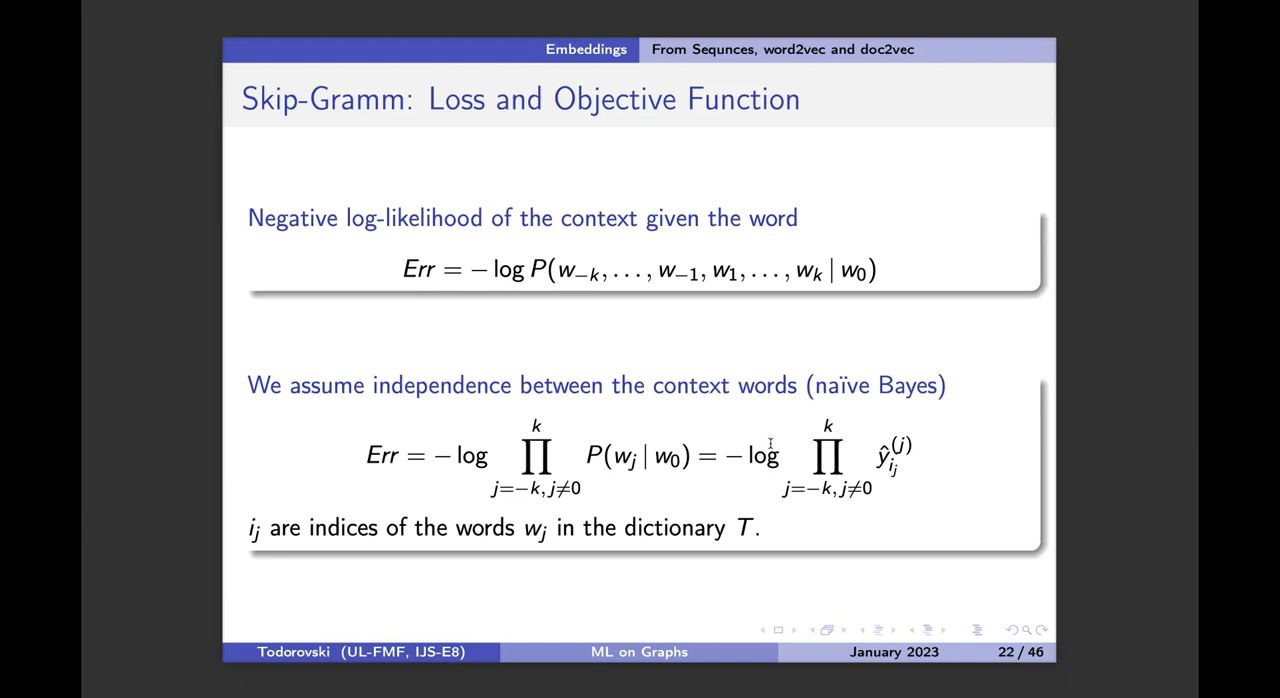 Embeddings From Sequnces, word2vec and doc2vec
Skip-Gramm: Loss and Objective Function
Negative log-likelihood of the context given the word
Err = − log P(w₋ₖ, . . . , w₋₁, w₁, . . . , wₖ | w₀)
We assume independence between the context words (naïve Bayes)
Err = − log ∏_{j=−k, j≠0}^{k} P(w_j | w₀) = − log ∏_{j=−k, j≠0}^{k} ŷ_{i_j}^{(j)}
i_j are indices of the words w_j in the dictionary T.
Todorovski (UL-FMF, IJS-E8) ML on Graphs January 2023 22 / 46